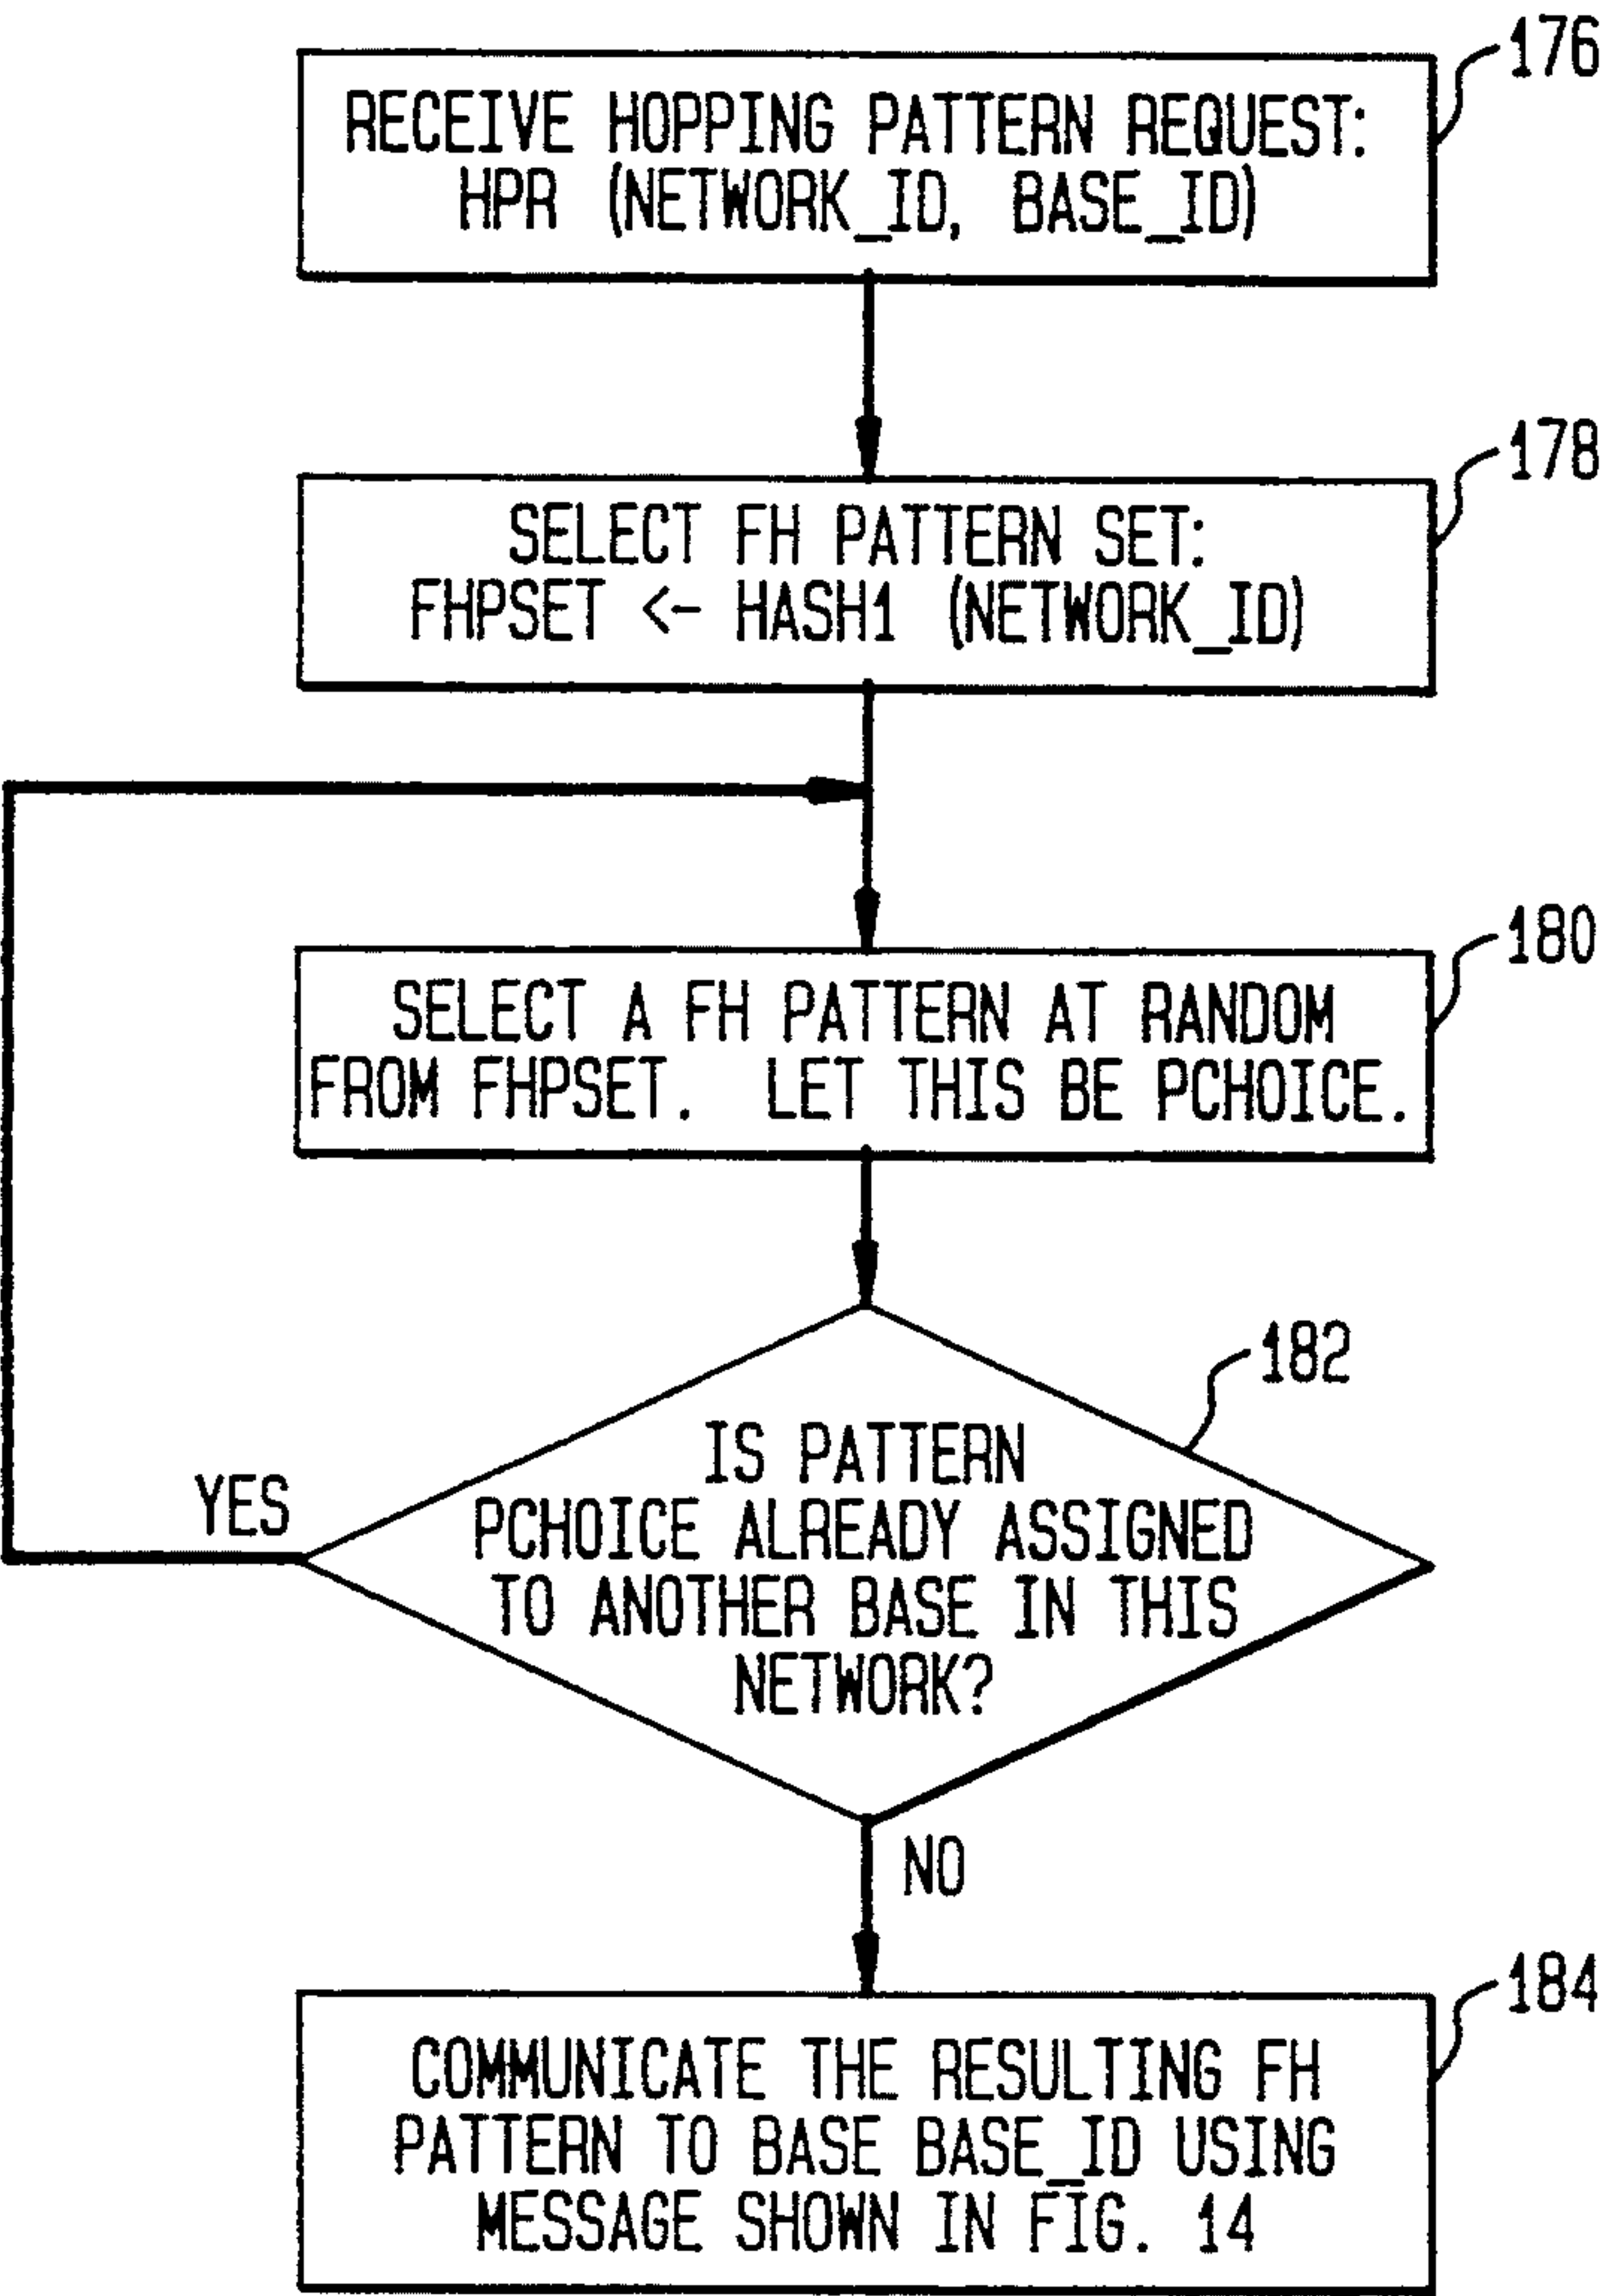 176
RECEIVE HOPPING PATTERN REQUEST:
HPR (NETWORK_ID, BASE_ID)
178
SELECT FH PATTERN SET:
FHPSET <- HASH1 (NETWORK_ID)
180
SELECT A FH PATTERN AT RANDOM
FROM FHPSET. LET THIS BE PCHOICE.
182
IS PATTERN
PCHOICE ALREADY ASSIGNED
TO ANOTHER BASE IN THIS
NETWORK?
YES
NO
184
COMMUNICATE THE RESULTING FH
PATTERN TO BASE BASE_ID USING
MESSAGE SHOWN IN FIG. 14